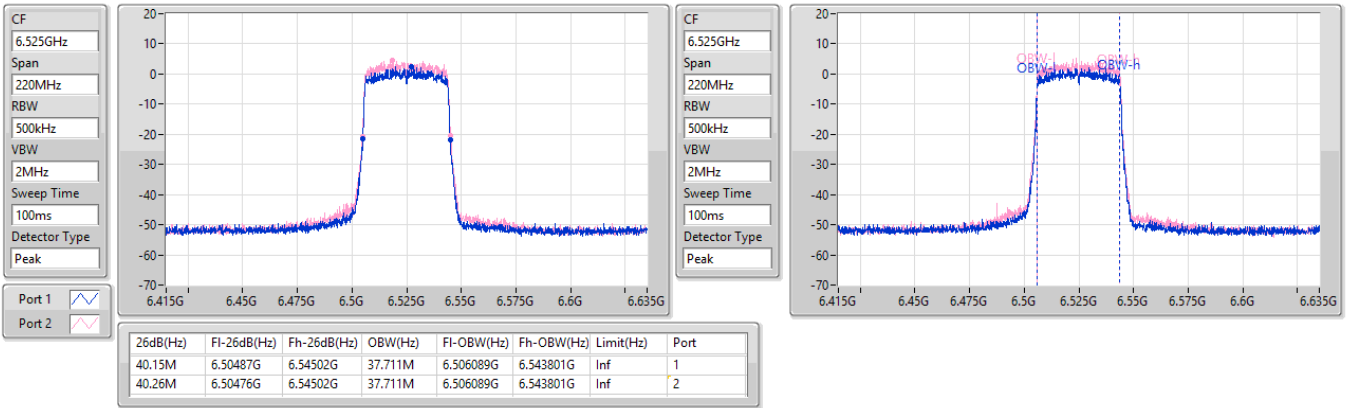 CF
6.525GHz
Span
220MHz
RBW
500kHz
VBW
2MHz
Sweep Time
100ms
Detector Type
Peak
Port 1
Port 2
20
10
0
-10
-20
-30
-40
-50
-60
-70
6.415G 6.45G 6.475G 6.5G 6.525G 6.55G 6.575G 6.6G 6.635G
CF
6.525GHz
Span
220MHz
RBW
500kHz
VBW
2MHz
Sweep Time
100ms
Detector Type
Peak
20
10
0
-10
-20
-30
-40
-50
-60
-70
OBW-l OBW-h
OBW-l OBW-h
6.415G 6.45G 6.475G 6.5G 6.525G 6.55G 6.575G 6.6G 6.635G
26dB(Hz) Fl-26dB(Hz) Fh-26dB(Hz) OBW(Hz) Fl-OBW(Hz) Fh-OBW(Hz) Limit(Hz) Port
40.15M 6.50487G 6.54502G 37.711M 6.506089G 6.543801G Inf 1
40.26M 6.50476G 6.54502G 37.711M 6.506089G 6.543801G Inf 2